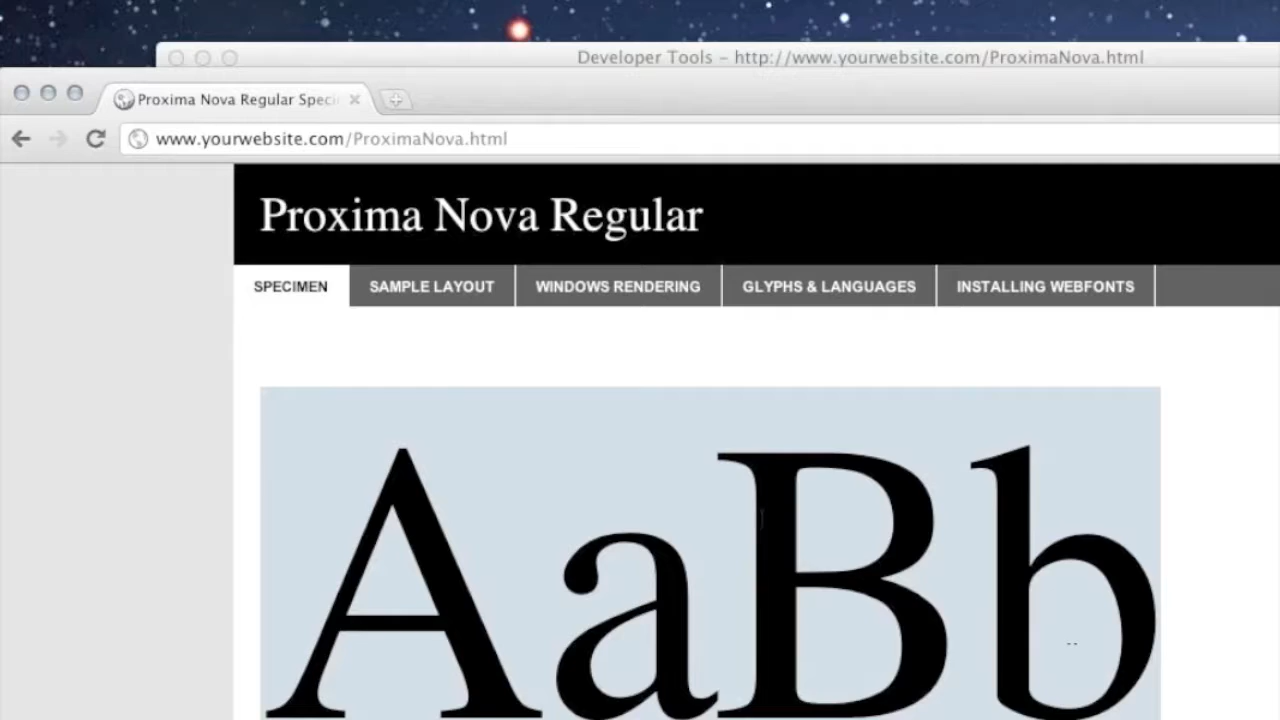 Developer Tools – http://www.yourwebsite.com/ProximaNova.html
Proxima Nova Regular Speci
www.yourwebsite.com/ProximaNova.html
Proxima Nova Regular
SPECIMEN SAMPLE LAYOUT WINDOWS RENDERING GLYPHS & LANGUAGES INSTALLING WEBFONTS
AaBb